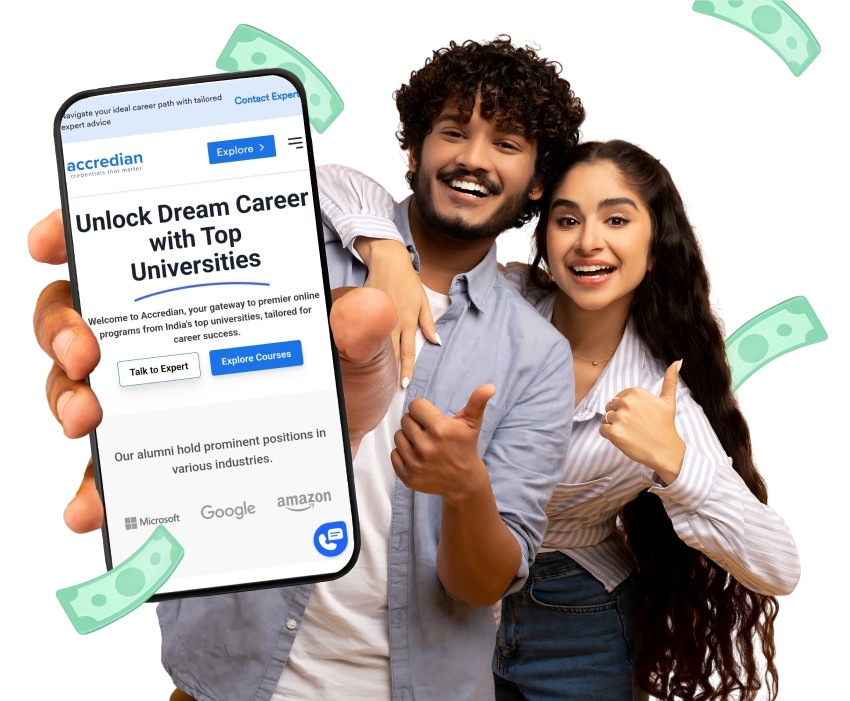 Navigate your ideal career path with tailored
expert advice
Contact Expert
accredian
credentials that matter
Explore >
Unlock Dream Career
with Top
Universities
Welcome to Accredian, your gateway to premier online
programs from India's top universities, tailored for
career success.
Talk to Expert
Explore Courses
Our alumni hold prominent positions in
various industries.
Microsoft
Google
amazon